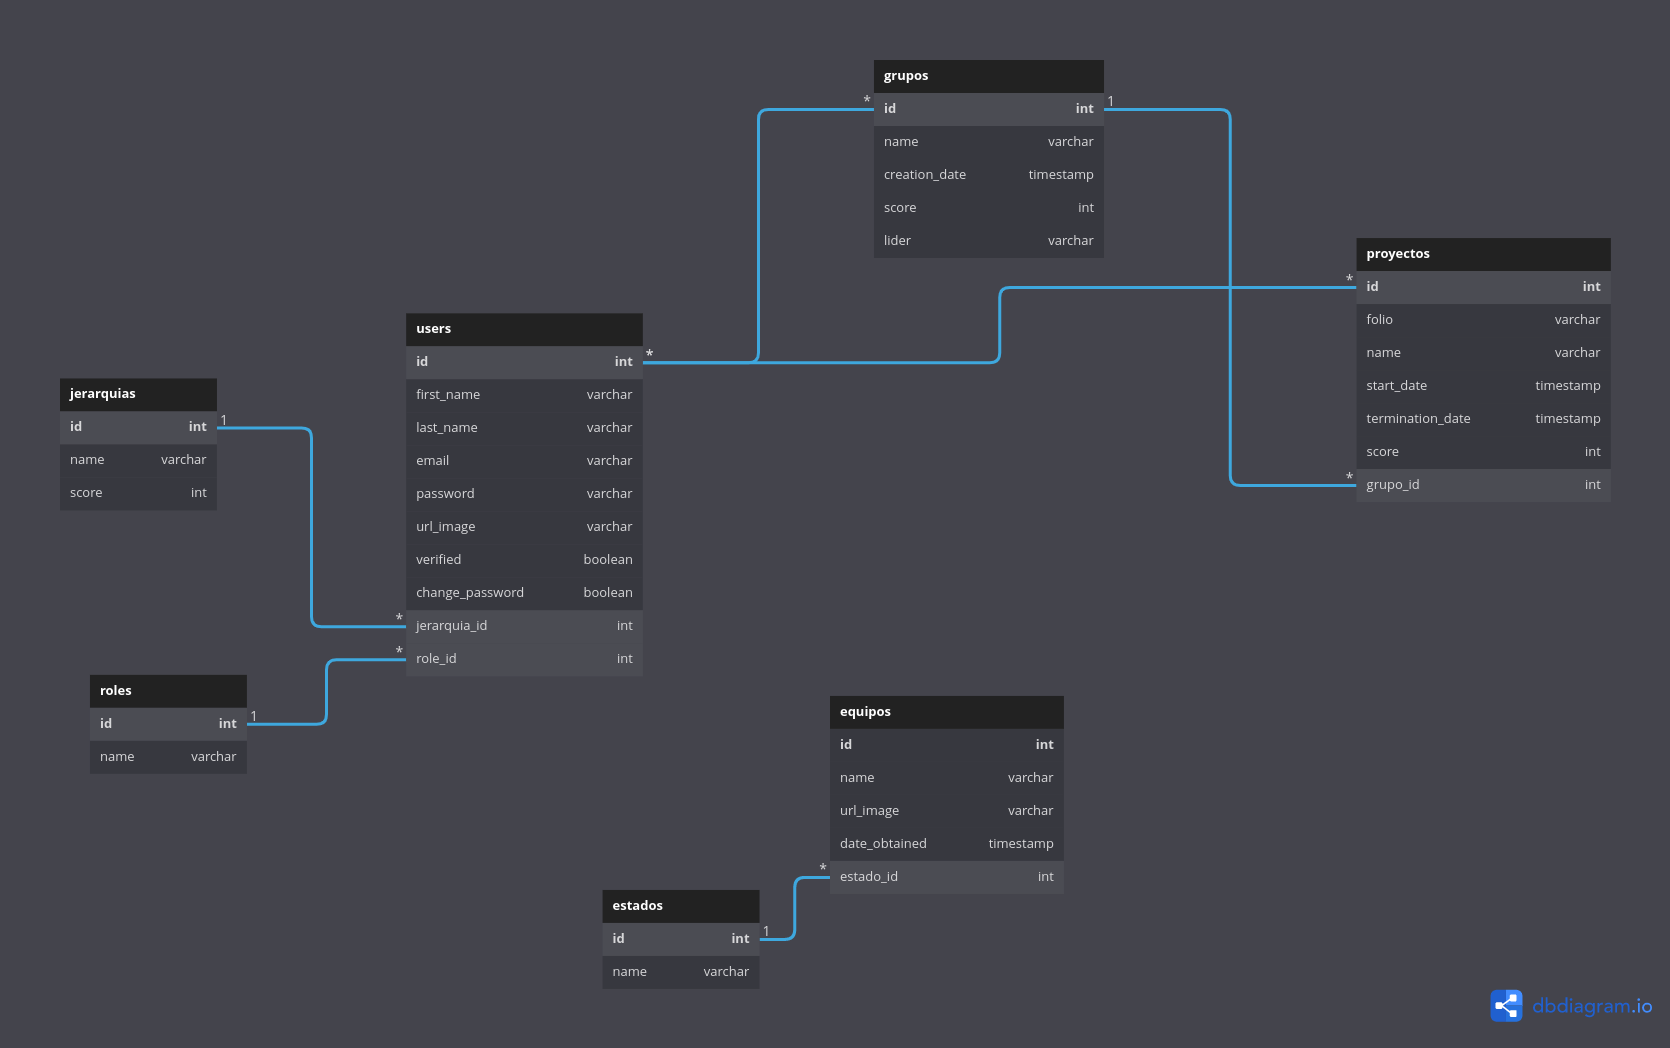 grupos
* id int 1
name varchar
creation_date timestamp
score int
lider varchar
proyectos
* id int
folio varchar
name varchar
start_date timestamp
termination_date timestamp
score int
* grupo_id int
users
id int *
first_name varchar
last_name varchar
email varchar
password varchar
url_image varchar
verified boolean
change_password boolean
* jerarquia_id int
* role_id int
jerarquias
id int 1
name varchar
score int
roles
id int 1
name varchar
equipos
id int
name varchar
url_image varchar
date_obtained timestamp
* estado_id int
estados
id int 1
name varchar
dbdiagram.io